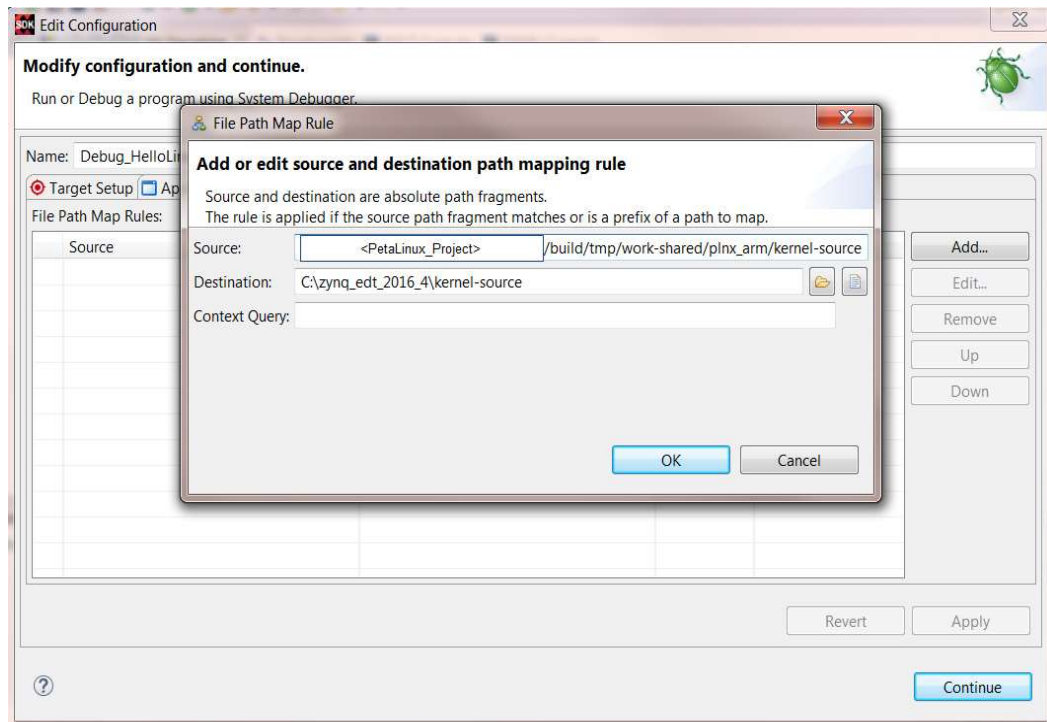 SDK Edit Configuration
Modify configuration and continue.
Run or Debug a program using System Debugger.
File Path Map Rule
Add or edit source and destination path mapping rule
Source and destination are absolute path fragments.
The rule is applied if the source path fragment matches or is a prefix of a path to map.
Name: Debug_HelloLi
Target Setup Ap
File Path Map Rules:
Source
Source: <PetaLinux_Project> /build/tmp/work-shared/plnx_arm/kernel-source
Destination: C:\zynq_edt_2016_4\kernel-source
Context Query:
OK Cancel
Add...
Edit...
Remove
Up
Down
Revert Apply
? Continue